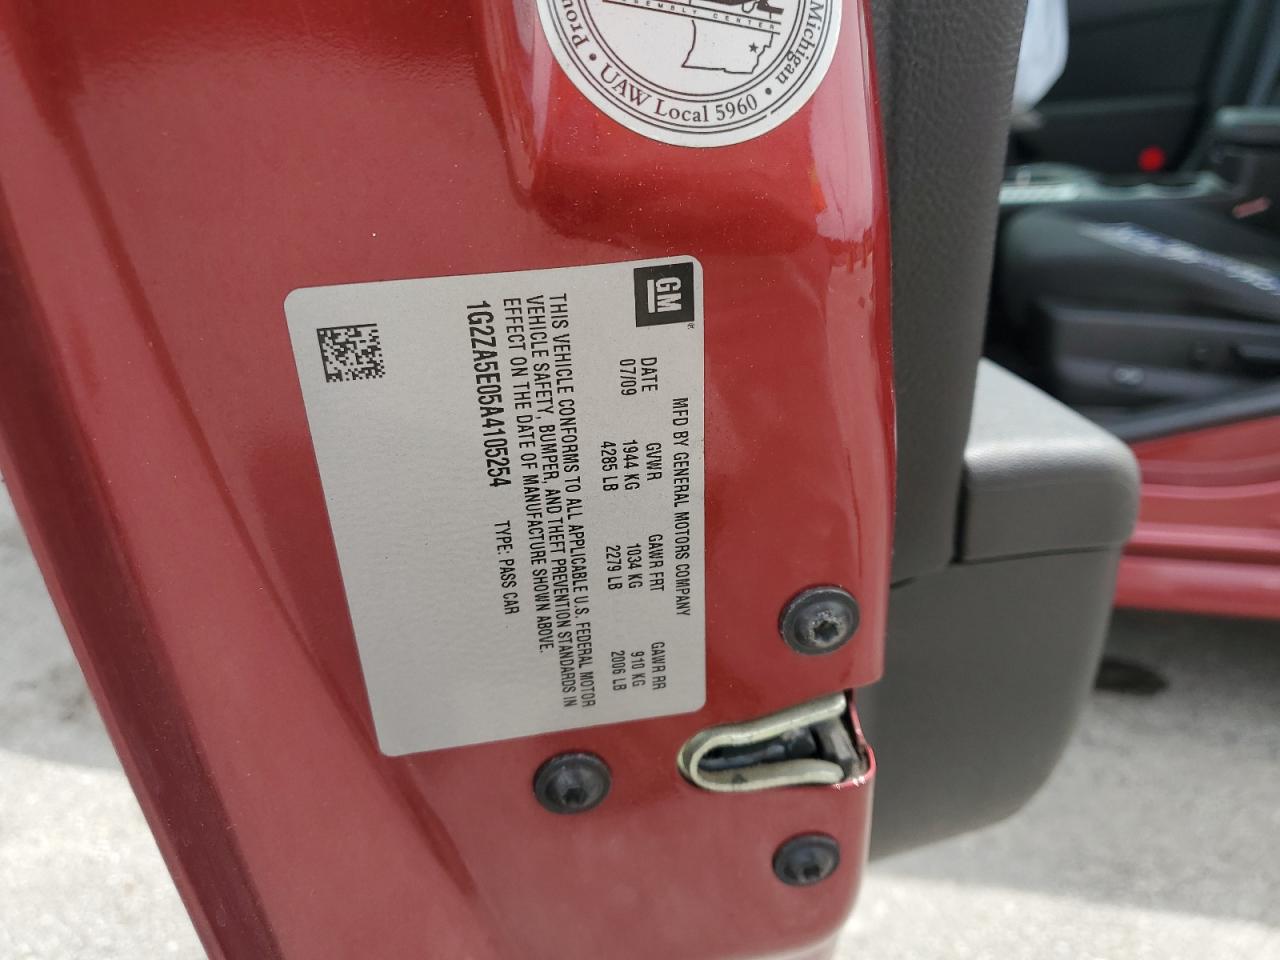 GM
MFD BY GENERAL MOTORS COMPANY
DATE GVWR GAWR FRT GAWR RR
07/09 1944 KG 1034 KG 910 KG
4285 LB 2279 LB 2006 LB
THIS VEHICLE CONFORMS TO ALL APPLICABLE U.S. FEDERAL MOTOR
VEHICLE SAFETY, BUMPER, AND THEFT PREVENTION STANDARDS IN
EFFECT ON THE DATE OF MANUFACTURE SHOWN ABOVE.
1G2ZA5E05A4105254 TYPE: PASS CAR
ASSEMBLY CENTER
Michigan
• UAW Local 5960 •